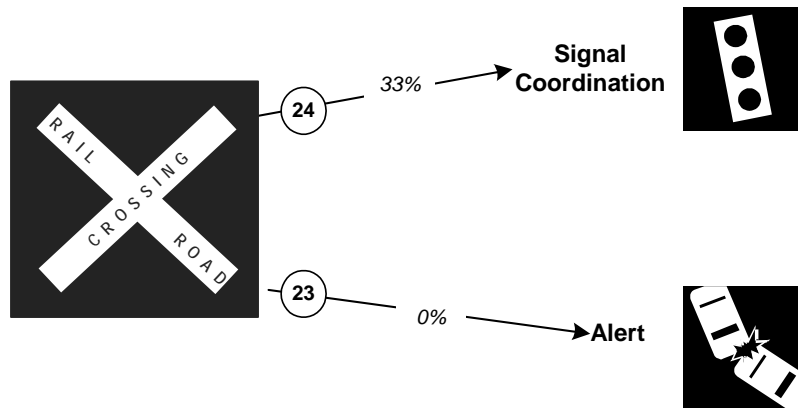 Signal
Coordination
33%
24
RAIL
CROSSING
ROAD
23
0%
Alert